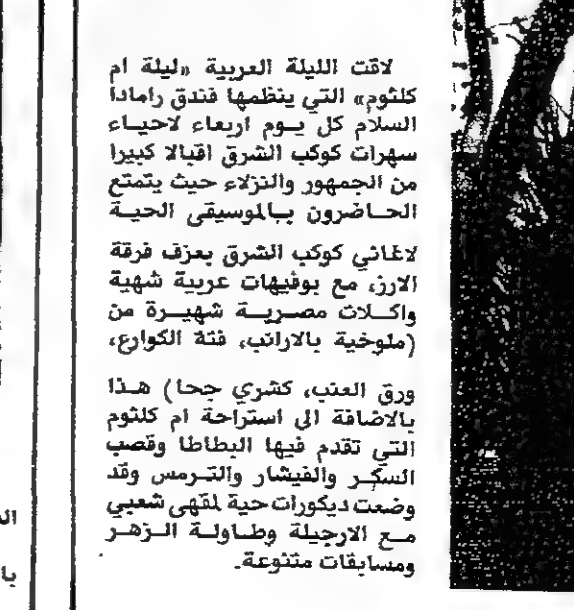 لاقت الليلة العربية «ليلة ام
كلثوم» التي ينظمها فندق رامادا
السلام كل يوم اربعاء لاحياء
سهرات كوكب الشرق اقبالا كبيرا
من الجمهور والنزلاء حيث يتمتع
الحاضرون بالموسيقى الحية
لاغاني كوكب الشرق بعزف فرقة
الارز، مع بوفيهات عربية شهية
واكلات مصرية شهيرة من
(ملوخية بالارانب، فتة الكوارع،
ورق العنب، كشري جحا) هذا
بالاضافة الى استراحة ام كلثوم
التي تقدم فيها البطاطا وقصب
السكر والفيشار والترمس وقد
وضعت ديكورات حية لمقهى شعبي
مع الارجيلة وطاولة الزهر
ومسابقات متنوعة.